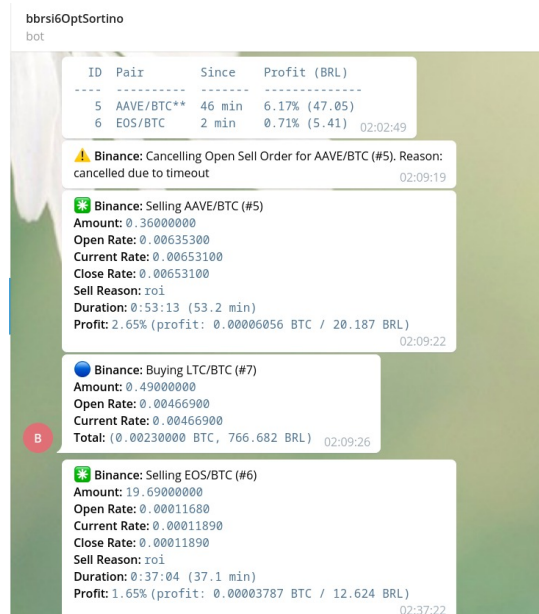 bbrsi6OptSortino
bot
ID Pair Since Profit (BRL)
---- ---------- ------- --------------
5 AAVE/BTC** 46 min 6.17% (47.05)
6 EOS/BTC 2 min 0.71% (5.41)
02:02:49
⚠️ Binance: Cancelling Open Sell Order for AAVE/BTC (#5). Reason:
cancelled due to timeout
02:09:19
✳️ Binance: Selling AAVE/BTC (#5)
Amount: 0.36000000
Open Rate: 0.00635300
Current Rate: 0.00653100
Close Rate: 0.00653100
Sell Reason: roi
Duration: 0:53:13 (53.2 min)
Profit: 2.65% (profit: 0.00006056 BTC / 20.187 BRL)
02:09:22
🔵 Binance: Buying LTC/BTC (#7)
Amount: 0.49000000
Open Rate: 0.00466900
Current Rate: 0.00466900
Total: (0.00230000 BTC, 766.682 BRL)
02:09:26
B
✳️ Binance: Selling EOS/BTC (#6)
Amount: 19.69000000
Open Rate: 0.00011680
Current Rate: 0.00011890
Close Rate: 0.00011890
Sell Reason: roi
Duration: 0:37:04 (37.1 min)
Profit: 1.65% (profit: 0.00003787 BTC / 12.624 BRL)
02:37:22